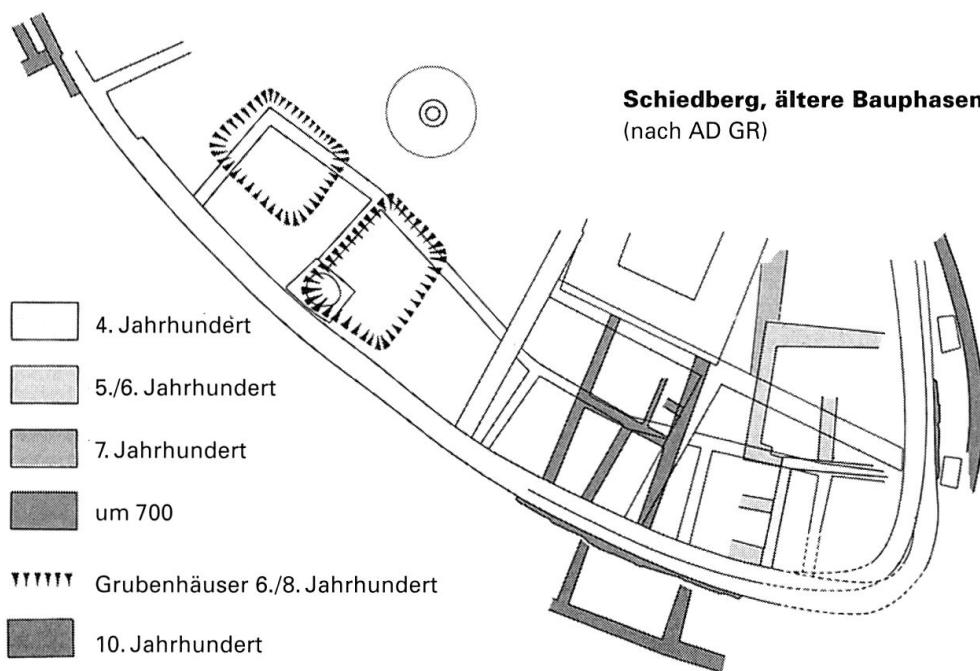 Schiedberg, ältere Bauphasen
(nach AD GR)
4. Jahrhundert
5./6. Jahrhundert
7. Jahrhundert
um 700
Grubenhäuser 6./8. Jahrhundert
10. Jahrhundert